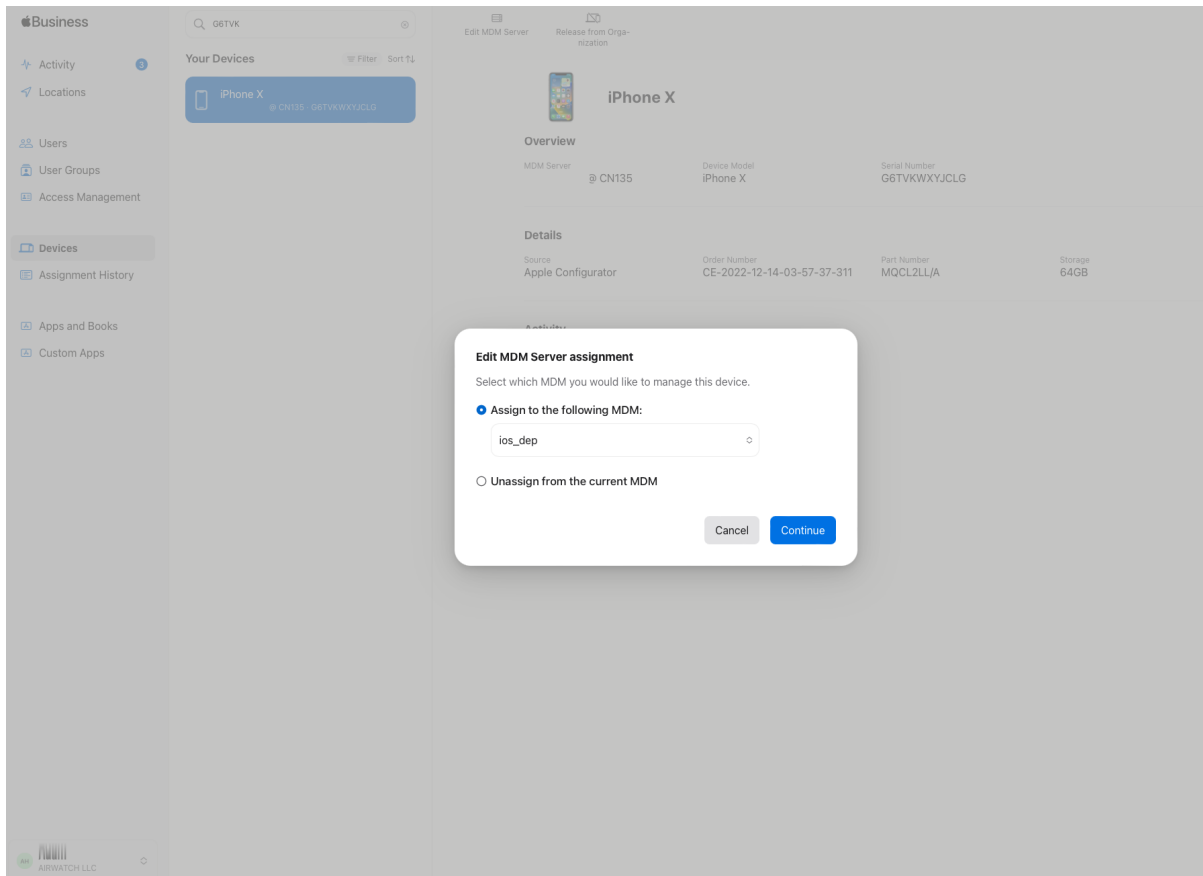 Business
Activity 3
Locations
Users
User Groups
Access Management
Devices
Assignment History
Apps and Books
Custom Apps
AH
AIRWATCH LLC
G6TVK
Your Devices Filter Sort
iPhone X
@ CN135 · G6TVKWXYJCLG
Edit MDM Server
Release from Orga-
nization
iPhone X
Overview
MDM Server Device Model Serial Number
@ CN135 iPhone X G6TVKWXYJCLG
Details
Source Order Number Part Number Storage
Apple Configurator CE-2022-12-14-03-57-37-311 MQCL2LL/A 64GB
Activity
Edit MDM Server assignment
Select which MDM you would like to manage this device.
Assign to the following MDM:
ios_dep
Unassign from the current MDM
Cancel Continue